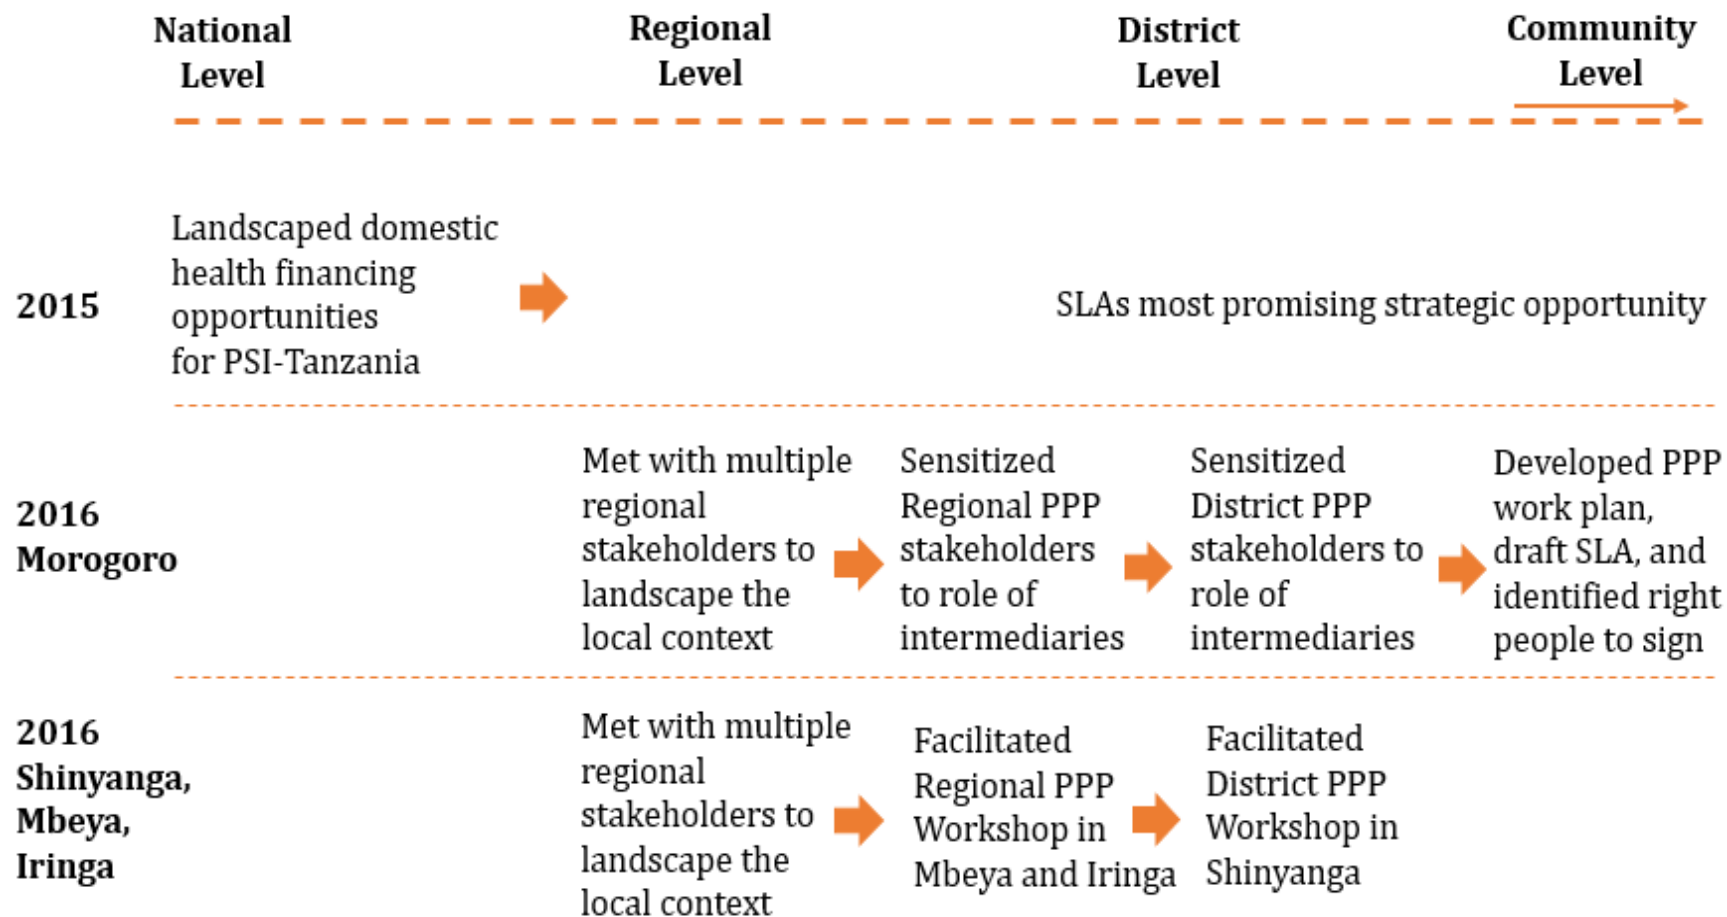 National
Level
Regional
Level
District
Level
Community
Level
2015
Landscaped domestic
health financing
opportunities
for PSI-Tanzania
SLAs most promising strategic opportunity
2016
Morogoro
Met with multiple
regional
stakeholders to
landscape the
local context
Sensitized
Regional PPP
stakeholders
to role of
intermediaries
Sensitized
District PPP
stakeholders to
role of
intermediaries
Developed PPP
work plan,
draft SLA, and
identified right
people to sign
2016
Shinyanga,
Mbeya,
Iringa
Met with multiple
regional
stakeholders to
landscape the
local context
Facilitated
Regional PPP
Workshop in
Mbeya and Iringa
Facilitated
District PPP
Workshop in
Shinyanga